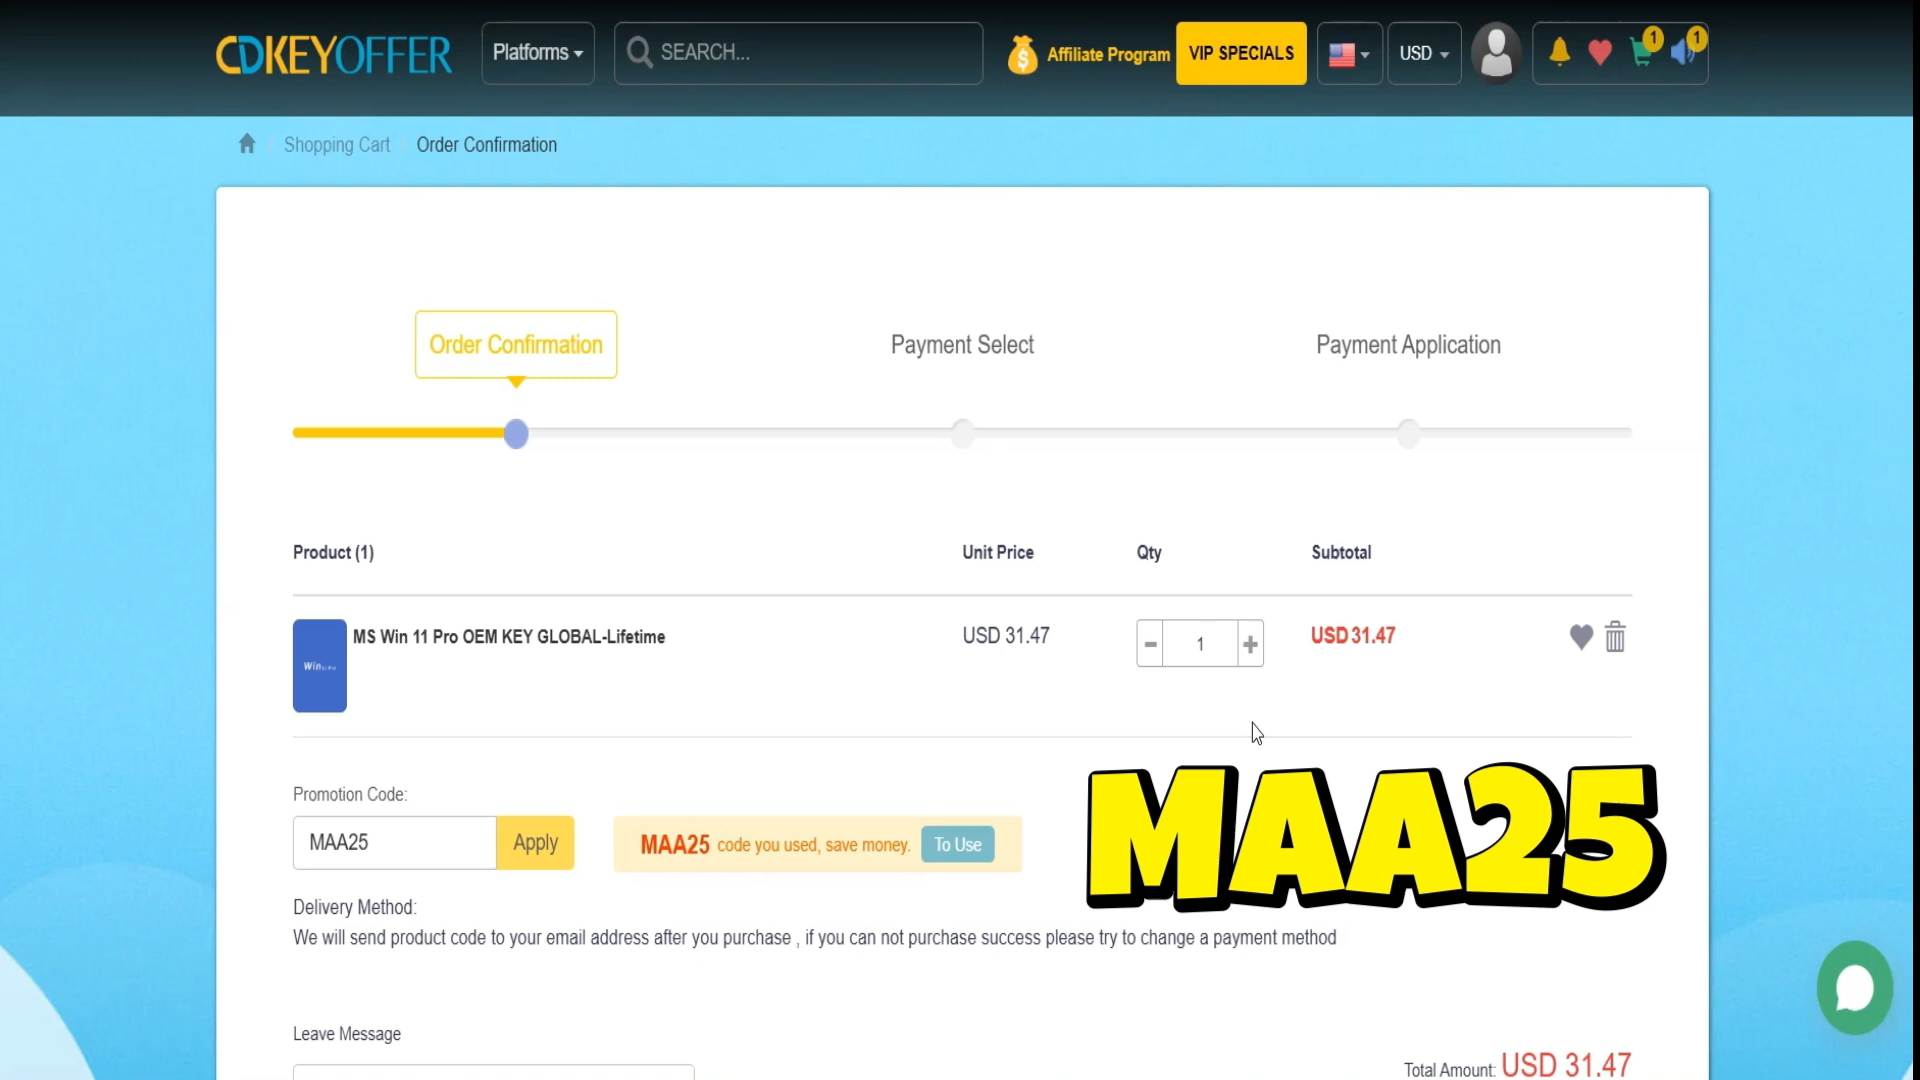 CDKEYOFFER
Platforms
SEARCH...
Affiliate Program
VIP SPECIALS
USD
1
1
Shopping Cart
Order Confirmation
Order Confirmation
Payment Select
Payment Application
Product (1)
Unit Price
Qty
Subtotal
MS Win 11 Pro OEM KEY GLOBAL-Lifetime
USD 31.47
- 1 +
USD 31.47
Win 11 Pro
Promotion Code:
MAA25
Apply
MAA25 code you used, save money.
To Use
MAA25
Delivery Method:
We will send product code to your email address after you purchase , if you can not purchase success please try to change a payment method
Leave Message
Total Amount: USD 31.47